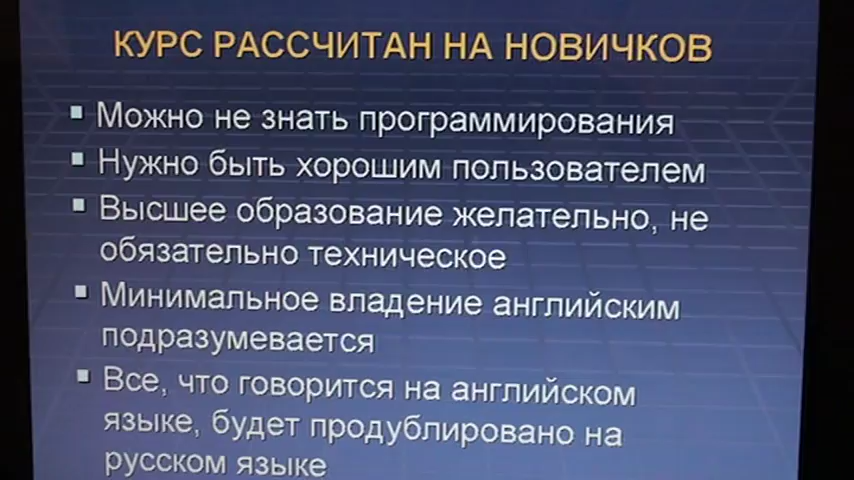 КУРС РАССЧИТАН НА НОВИЧКОВ
Можно не знать программирования
Нужно быть хорошим пользователем
Высшее образование желательно, не
обязательно техническое
Минимальное владение английским
подразумевается
Все, что говорится на английском
языке, будет продублировано на
русском языке